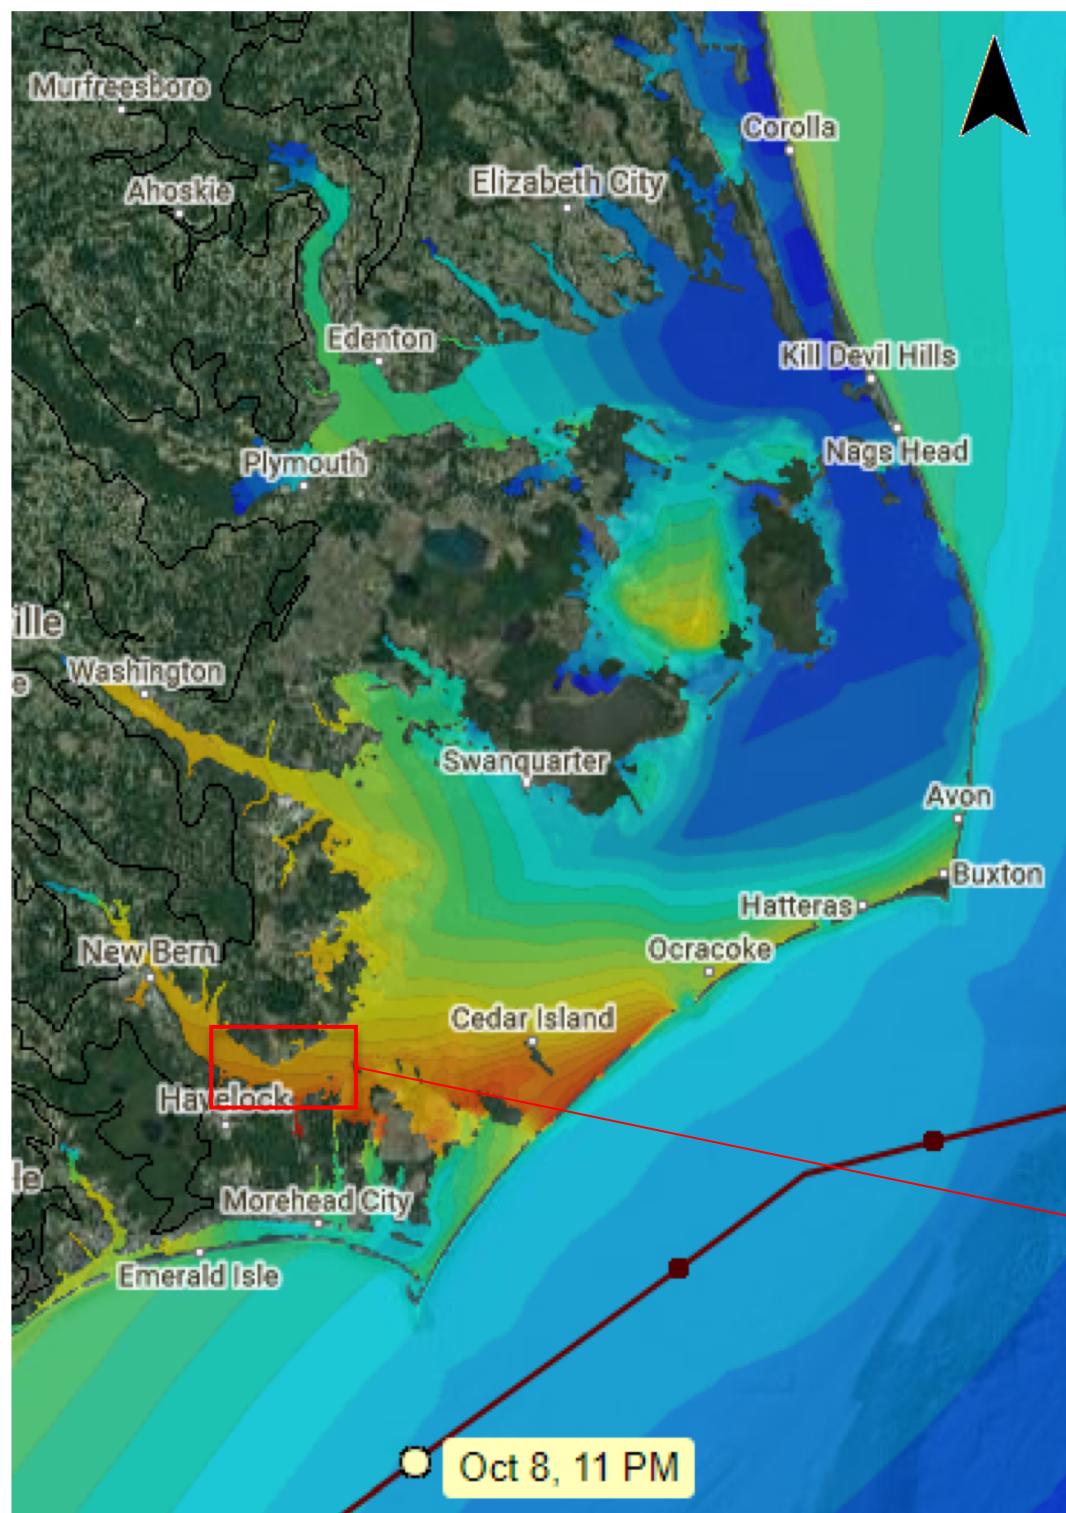 Murfreesboro
Corolla
Ahoskie
Elizabeth City
Edenton
Kill Devil Hills
Nags Head
Plymouth
ille
e
Washington
Swanquarter
Avon
Buxton
Hatteras
New Bern
Ocracoke
Cedar Island
Havelock
le
Morehead City
Emerald Isle
Oct 8, 11 PM